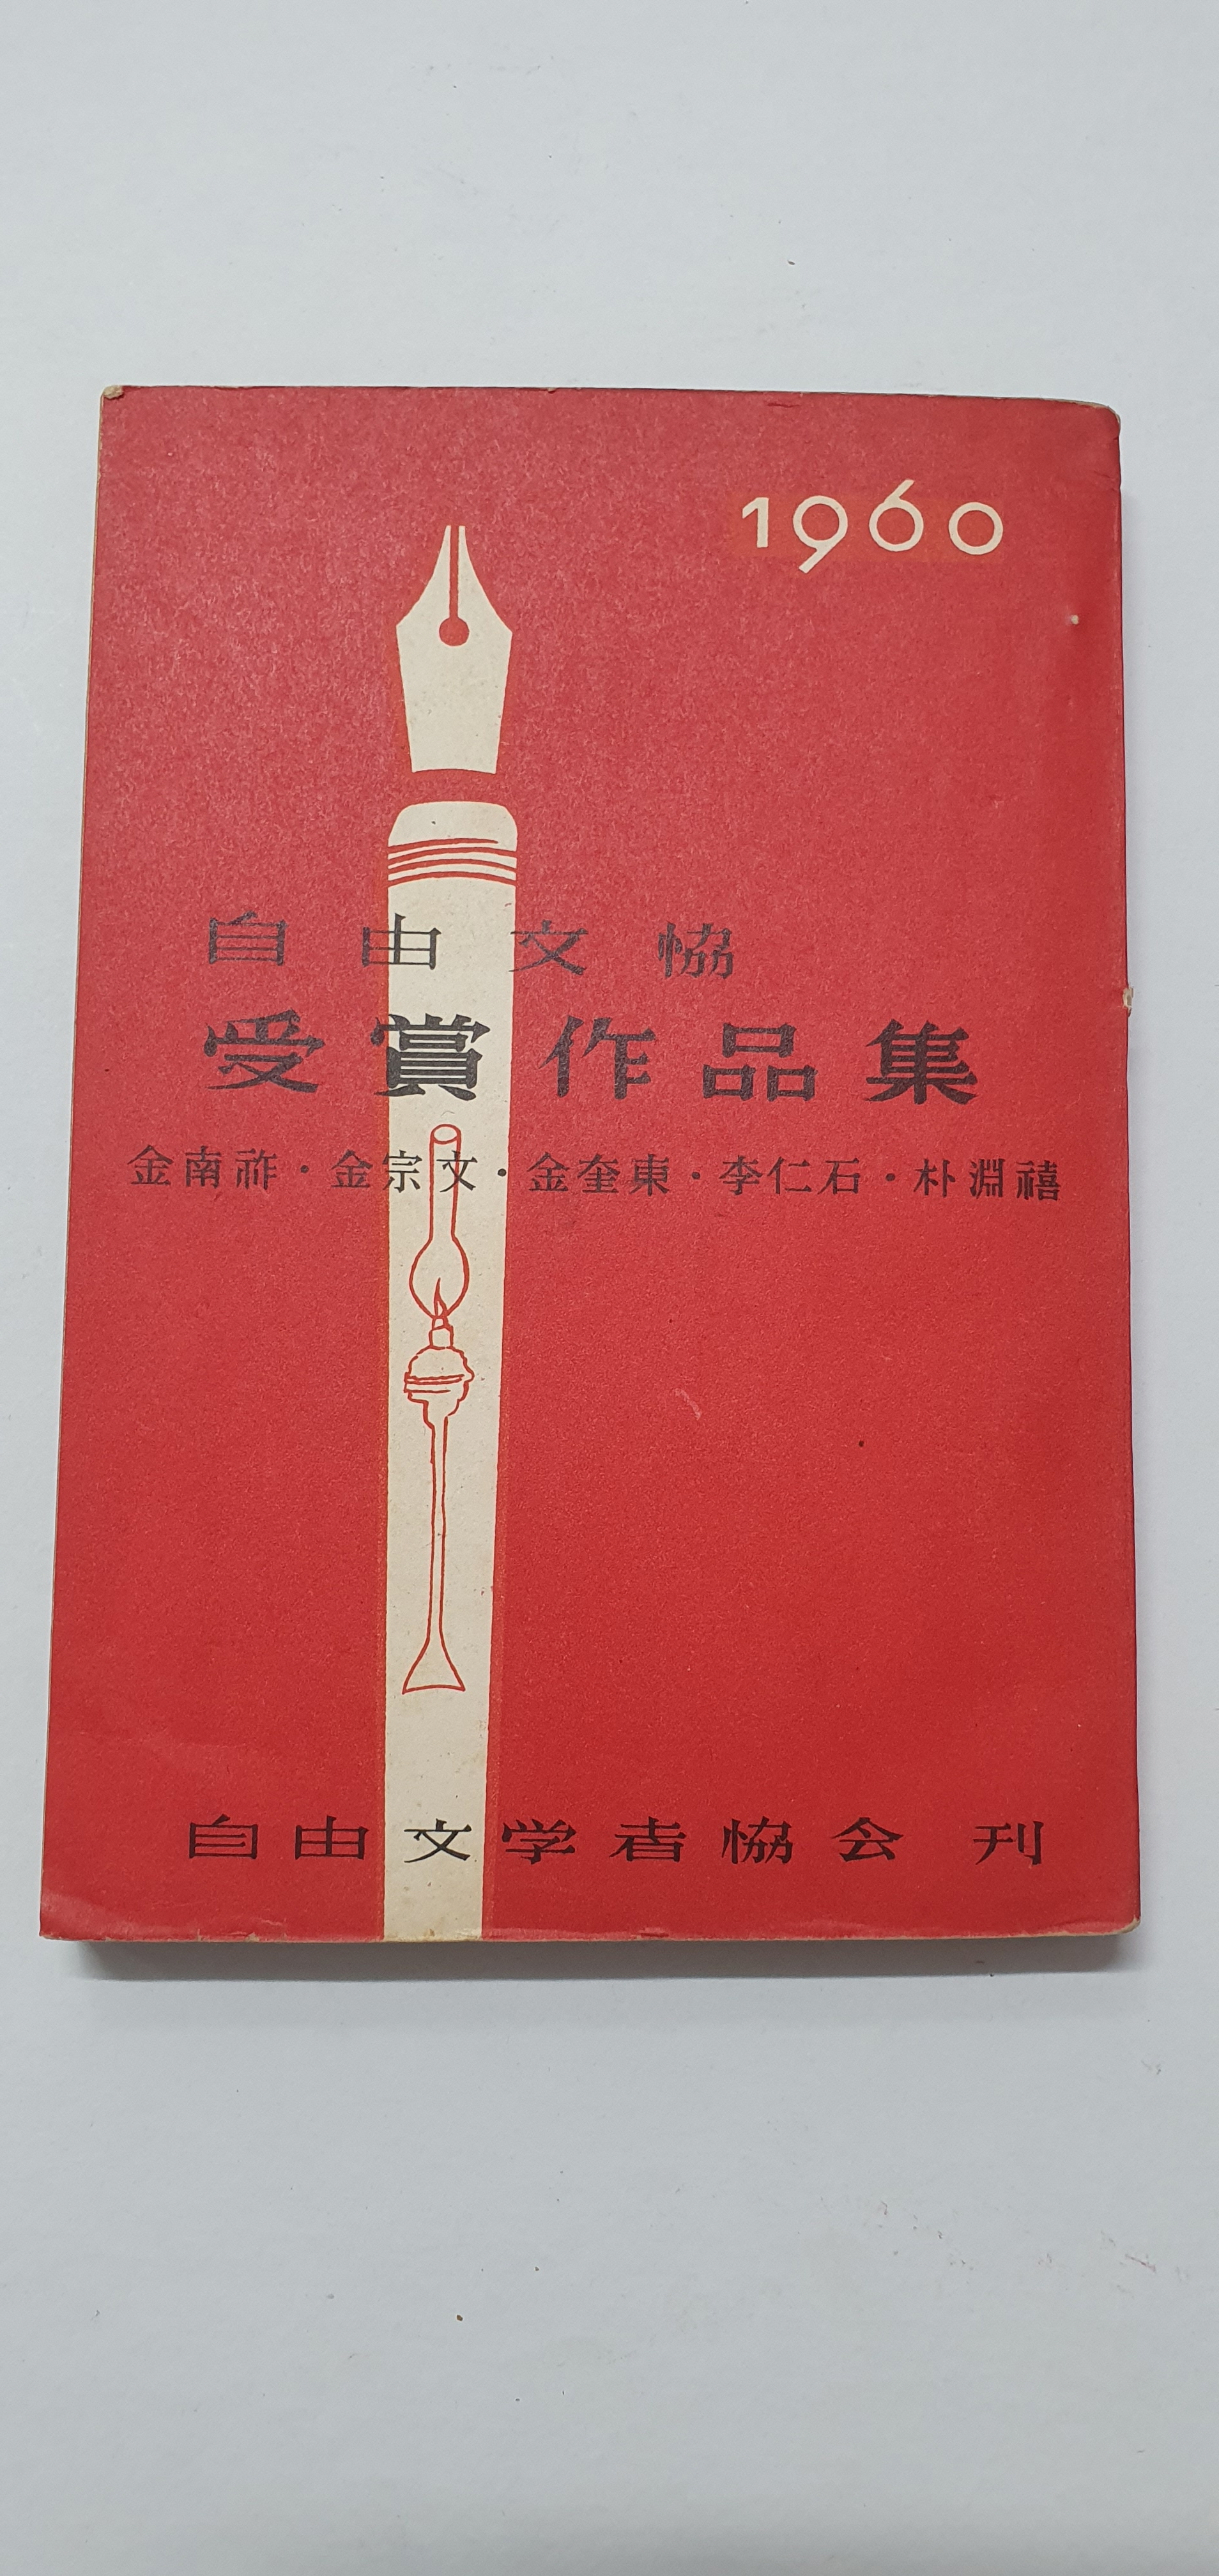 1960
自由文協
受賞作品集
金南祚・金宗文・金奎東・李仁石・朴淵禧
自由文学者協会 刊